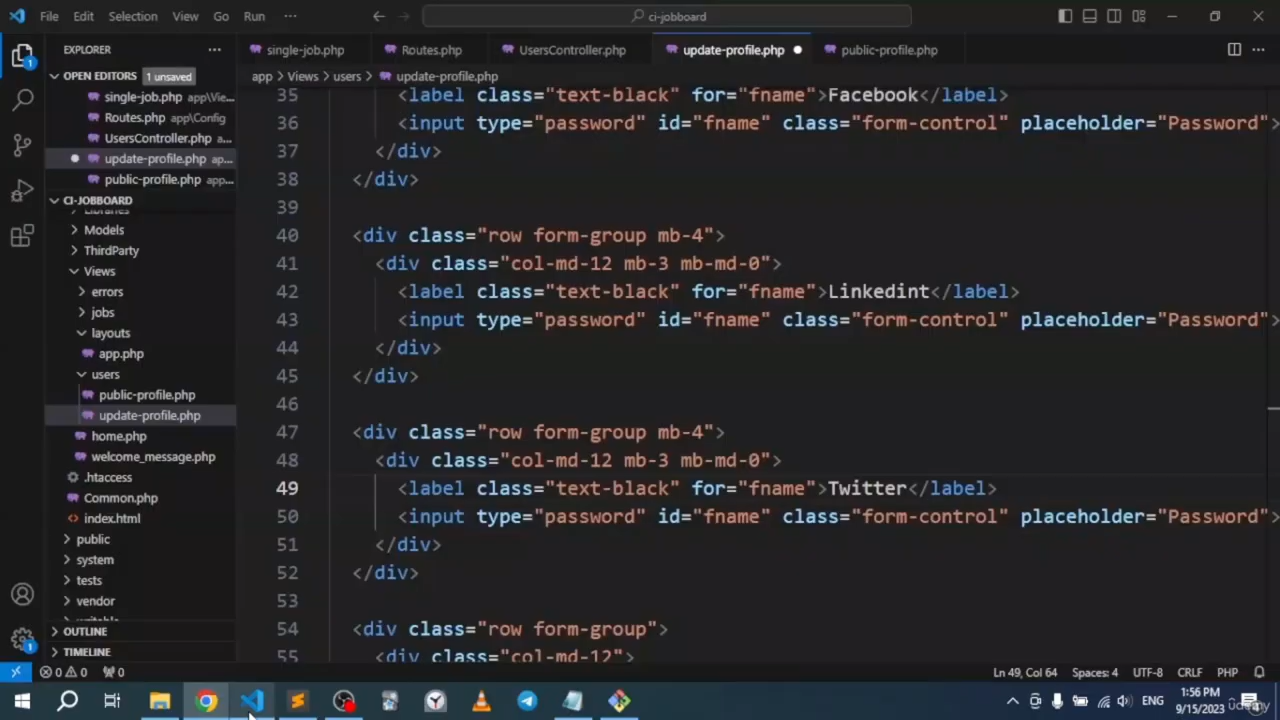 File Edit Selection View Go Run ··· ci-jobboard
EXPLORER ···
single-job.php Routes.php UsersController.php update-profile.php public-profile.php
OPEN EDITORS 1 unsaved
app > Views > users > update-profile.php
single-job.php app\Vie...
Routes.php app\Config
UsersController.php a...
update-profile.php ap...
public-profile.php app...
CI-JOBBOARD
Libraries
Models
ThirdParty
Views
errors
jobs
layouts
app.php
users
public-profile.php
update-profile.php
home.php
welcome_message.php
.htaccess
Common.php
index.html
public
system
tests
vendor
OUTLINE
TIMELINE
35 <label class="text-black" for="fname">Facebook</label>
36 <input type="password" id="fname" class="form-control" placeholder="Password">
37 </div>
38 </div>
39
40 <div class="row form-group mb-4">
41 <div class="col-md-12 mb-3 mb-md-0">
42 <label class="text-black" for="fname">Linkedint</label>
43 <input type="password" id="fname" class="form-control" placeholder="Password">
44 </div>
45 </div>
46
47 <div class="row form-group mb-4">
48 <div class="col-md-12 mb-3 mb-md-0">
49 <label class="text-black" for="fname">Twitter</label>
50 <input type="password" id="fname" class="form-control" placeholder="Password">
51 </div>
52 </div>
53
54 <div class="row form-group">
55 <div class="col-md-12">
0 0 0 Ln 49, Col 64 Spaces: 4 UTF-8 CRLF PHP
ENG 1:56 PM
9/15/2023
udemy